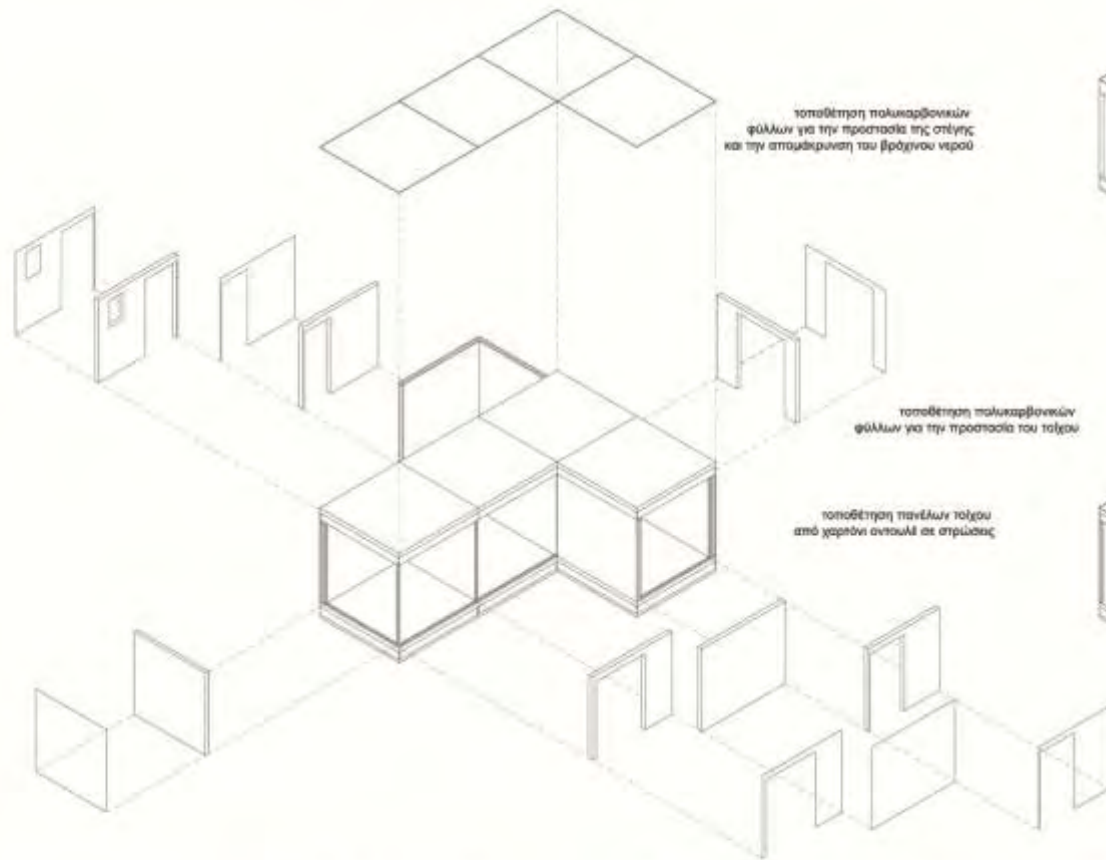 τοποθέτηση πολυκαρβονικών
φύλλων για την προστασία της στέγης
και την απομάκρυνση του βρόχινου νερού
τοποθέτηση πολυκαρβονικών
φύλλων για την προστασία του τοίχου
τοποθέτηση πανέλων τοίχου
από χαρτόνι οντουλέ σε στρώσεις